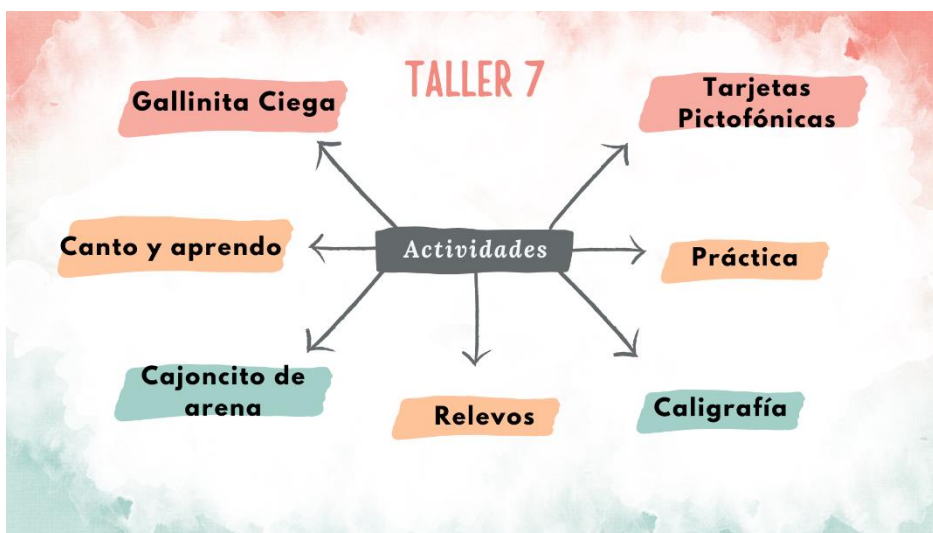 TALLER 7
Gallinita Ciega
Tarjetas
Pictofónicas
Canto y aprendo
Actividades
Práctica
Cajoncito de
arena
Relevos
Caligrafía